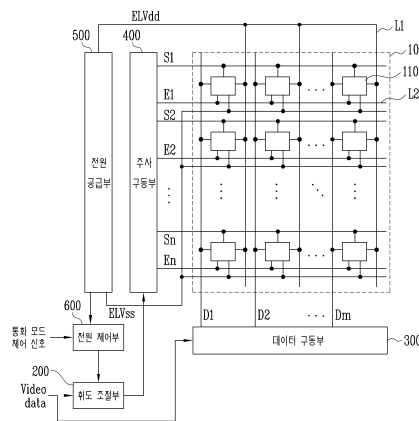 ELVdd
L1
500
400
100
S1
110
E1
L2
S2
E2
전원
공급부
주사
구동부
Sn
En
ELVss
600
통화 모드
제어 신호
전원 제어부
D1 D2 ... Dm
데이터 구동부
300
200
Video
data
휘도 조절부